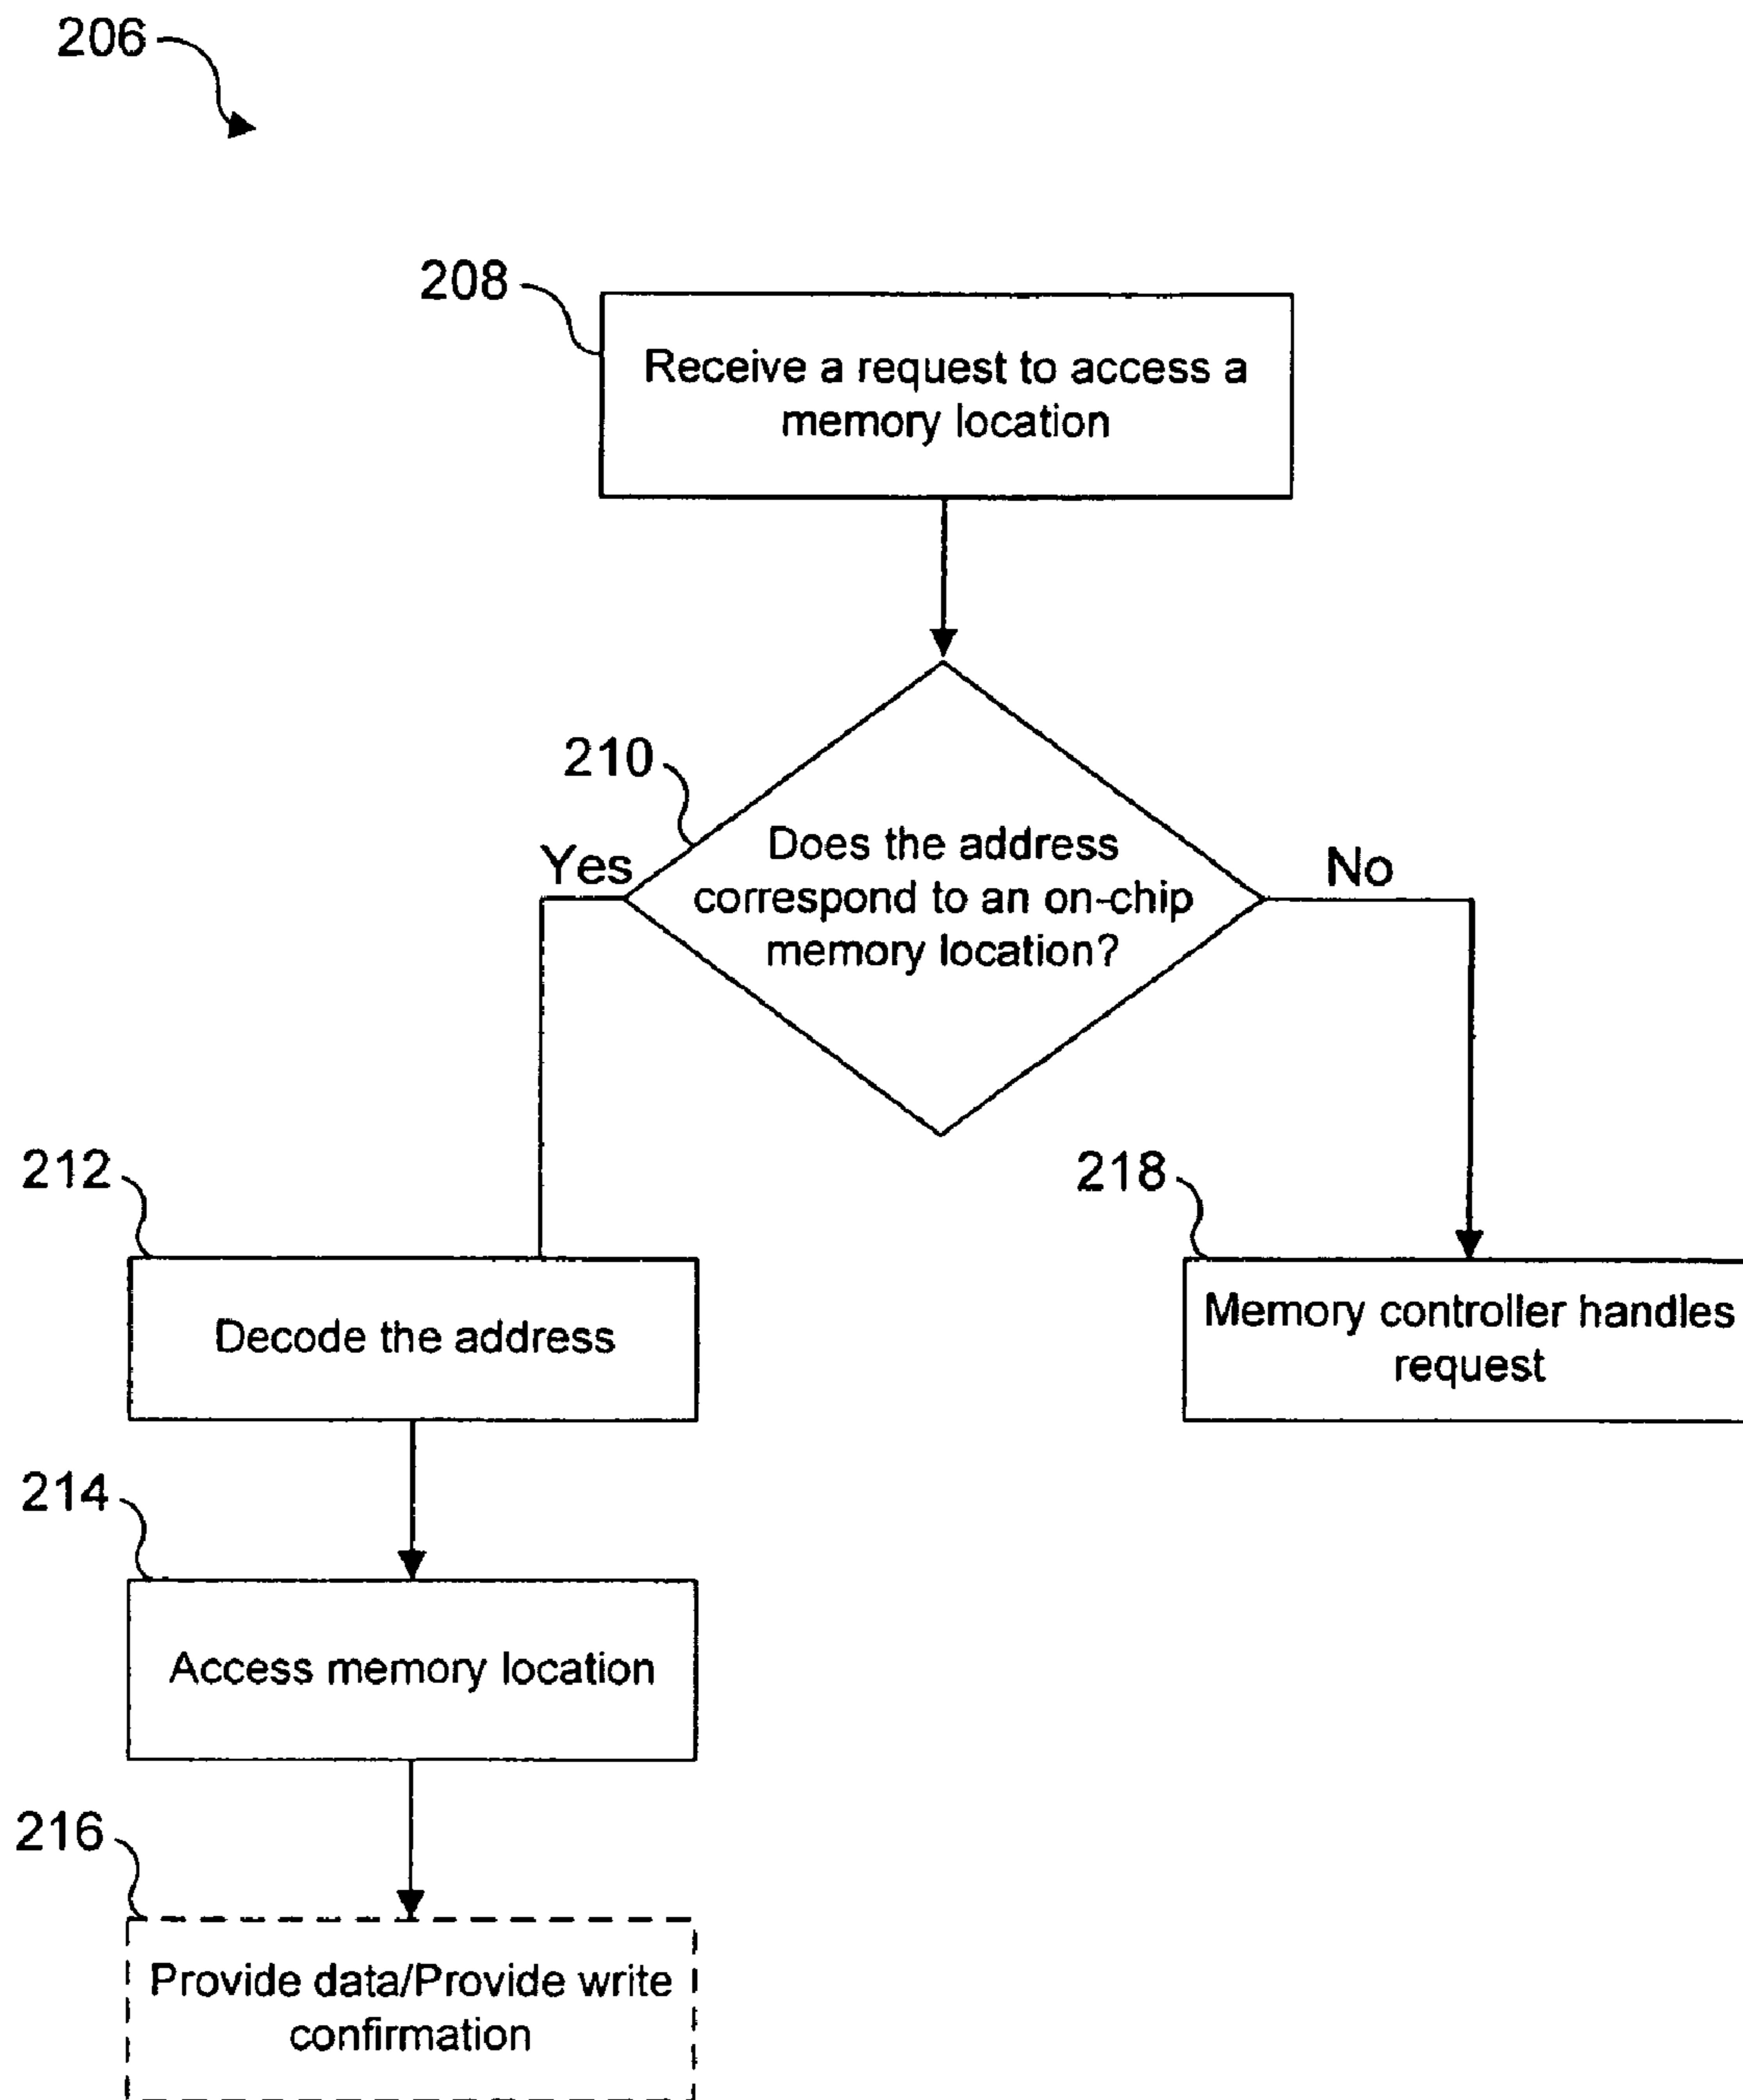 206
208
Receive a request to access a
memory location
210
Does the address
correspond to an on-chip
memory location?
Yes
No
212
Decode the address
218
Memory controller handles
request
214
Access memory location
216
Provide data/Provide write
confirmation